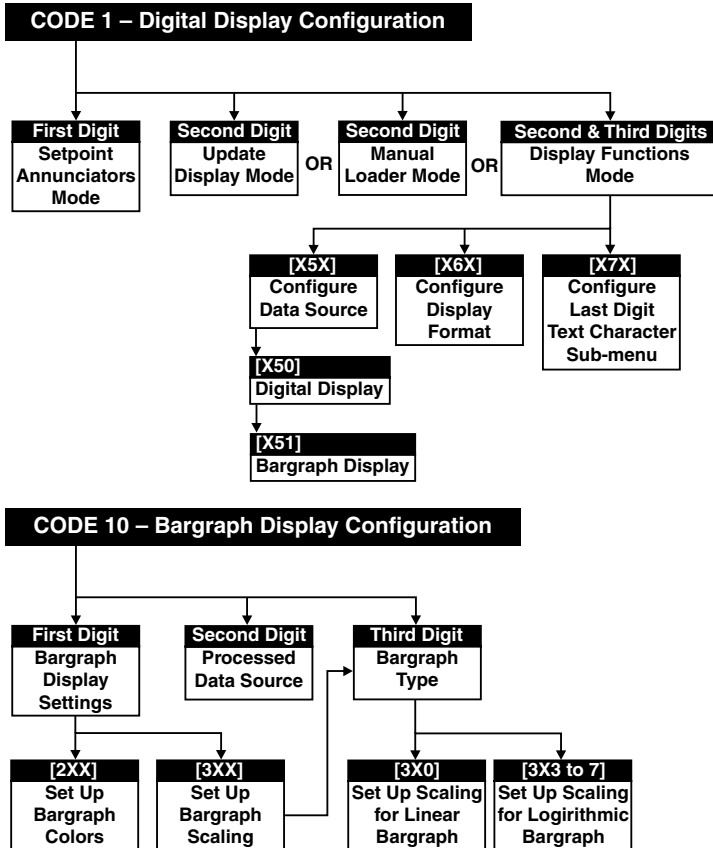 CODE 1 – Digital Display Configuration
First Digit
Setpoint
Annunciators
Mode
Second Digit
Update
Display Mode
OR
Second Digit
Manual
Loader Mode
OR
Second & Third Digits
Display Functions
Mode
[X5X]
Configure
Data Source
[X6X]
Configure
Display
Format
[X7X]
Configure
Last Digit
Text Character
Sub-menu
[X50]
Digital Display
[X51]
Bargraph Display
CODE 10 – Bargraph Display Configuration
First Digit
Bargraph
Display
Settings
Second Digit
Processed
Data Source
Third Digit
Bargraph
Type
[2XX]
Set Up
Bargraph
Colors
[3XX]
Set Up
Bargraph
Scaling
[3X0]
Set Up Scaling
for Linear
Bargraph
[3X3 to 7]
Set Up Scaling
for Logirithmic
Bargraph